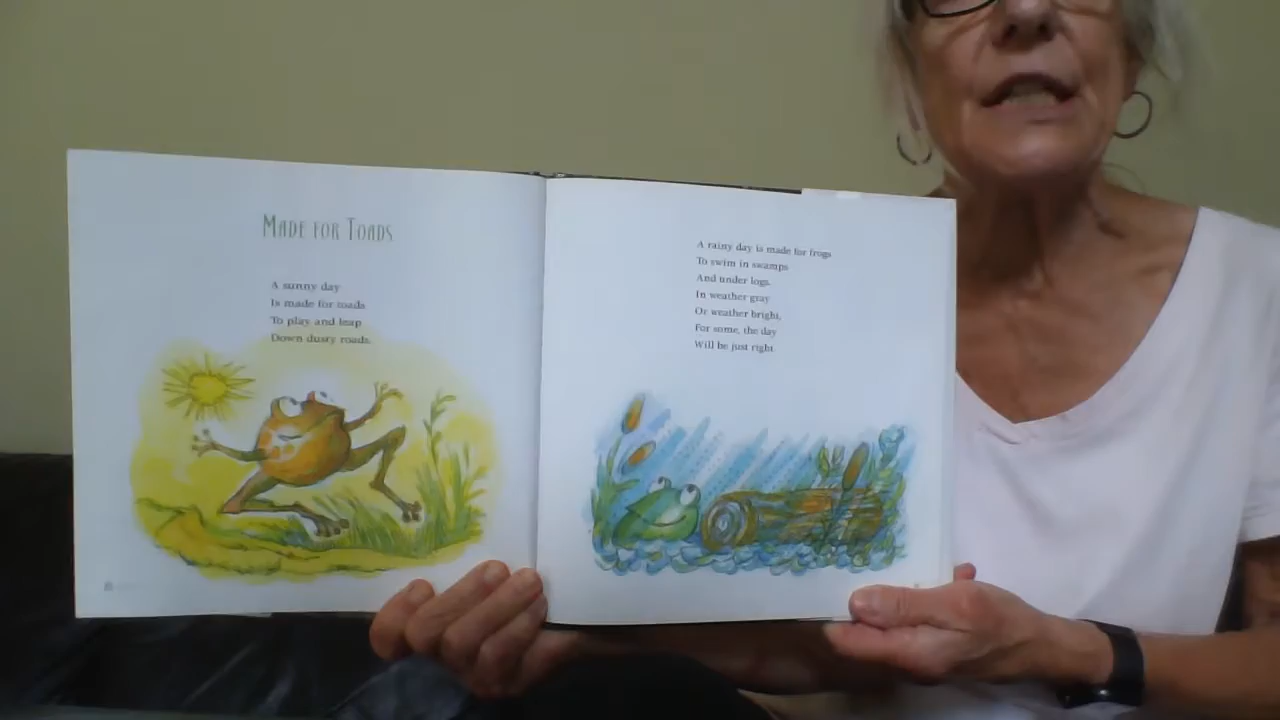 MADE FOR TOADS
A sunny day
Is made for toads
To play and leap
Down dusty roads.
A rainy day is made for frogs
To swim in swamps
And under logs.
In weather gray
Or weather bright,
For some, the day
Will be just right.